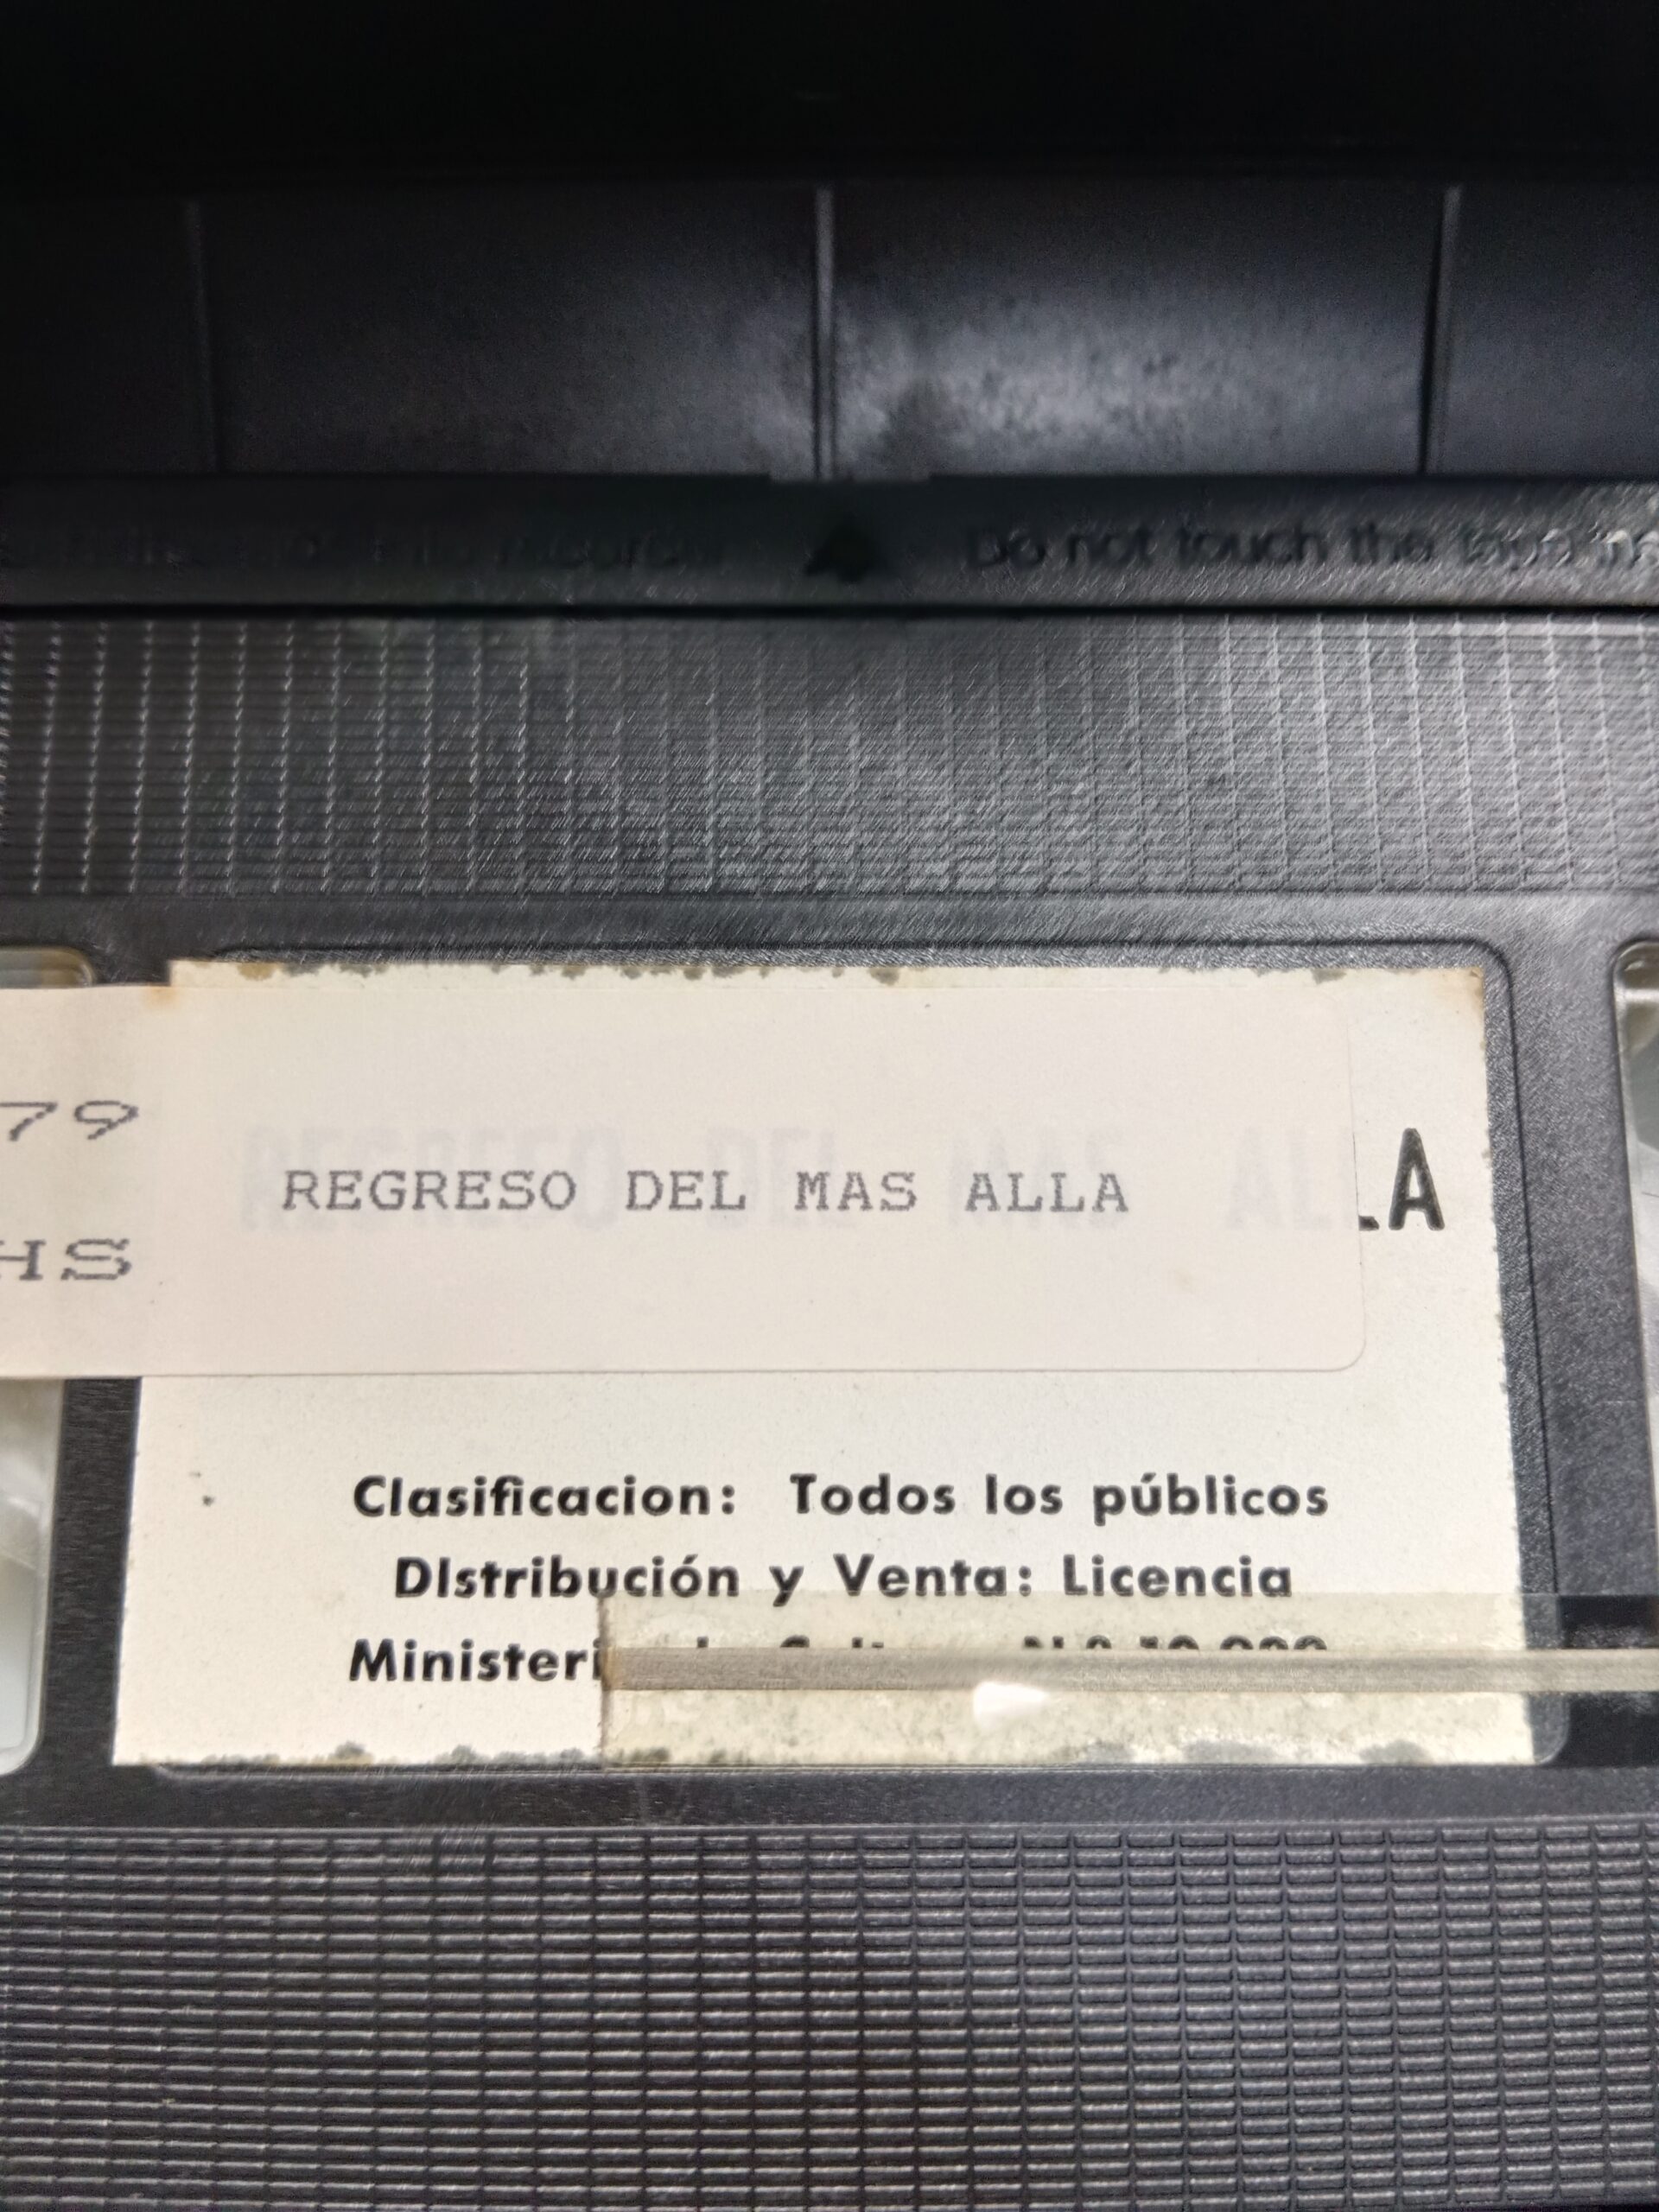 Do not touch the tape
79
REGRESO DEL MAS ALLA
LA
HS
Clasificacion: Todos los públicos
DIstribución y Venta: Licencia
Ministeri